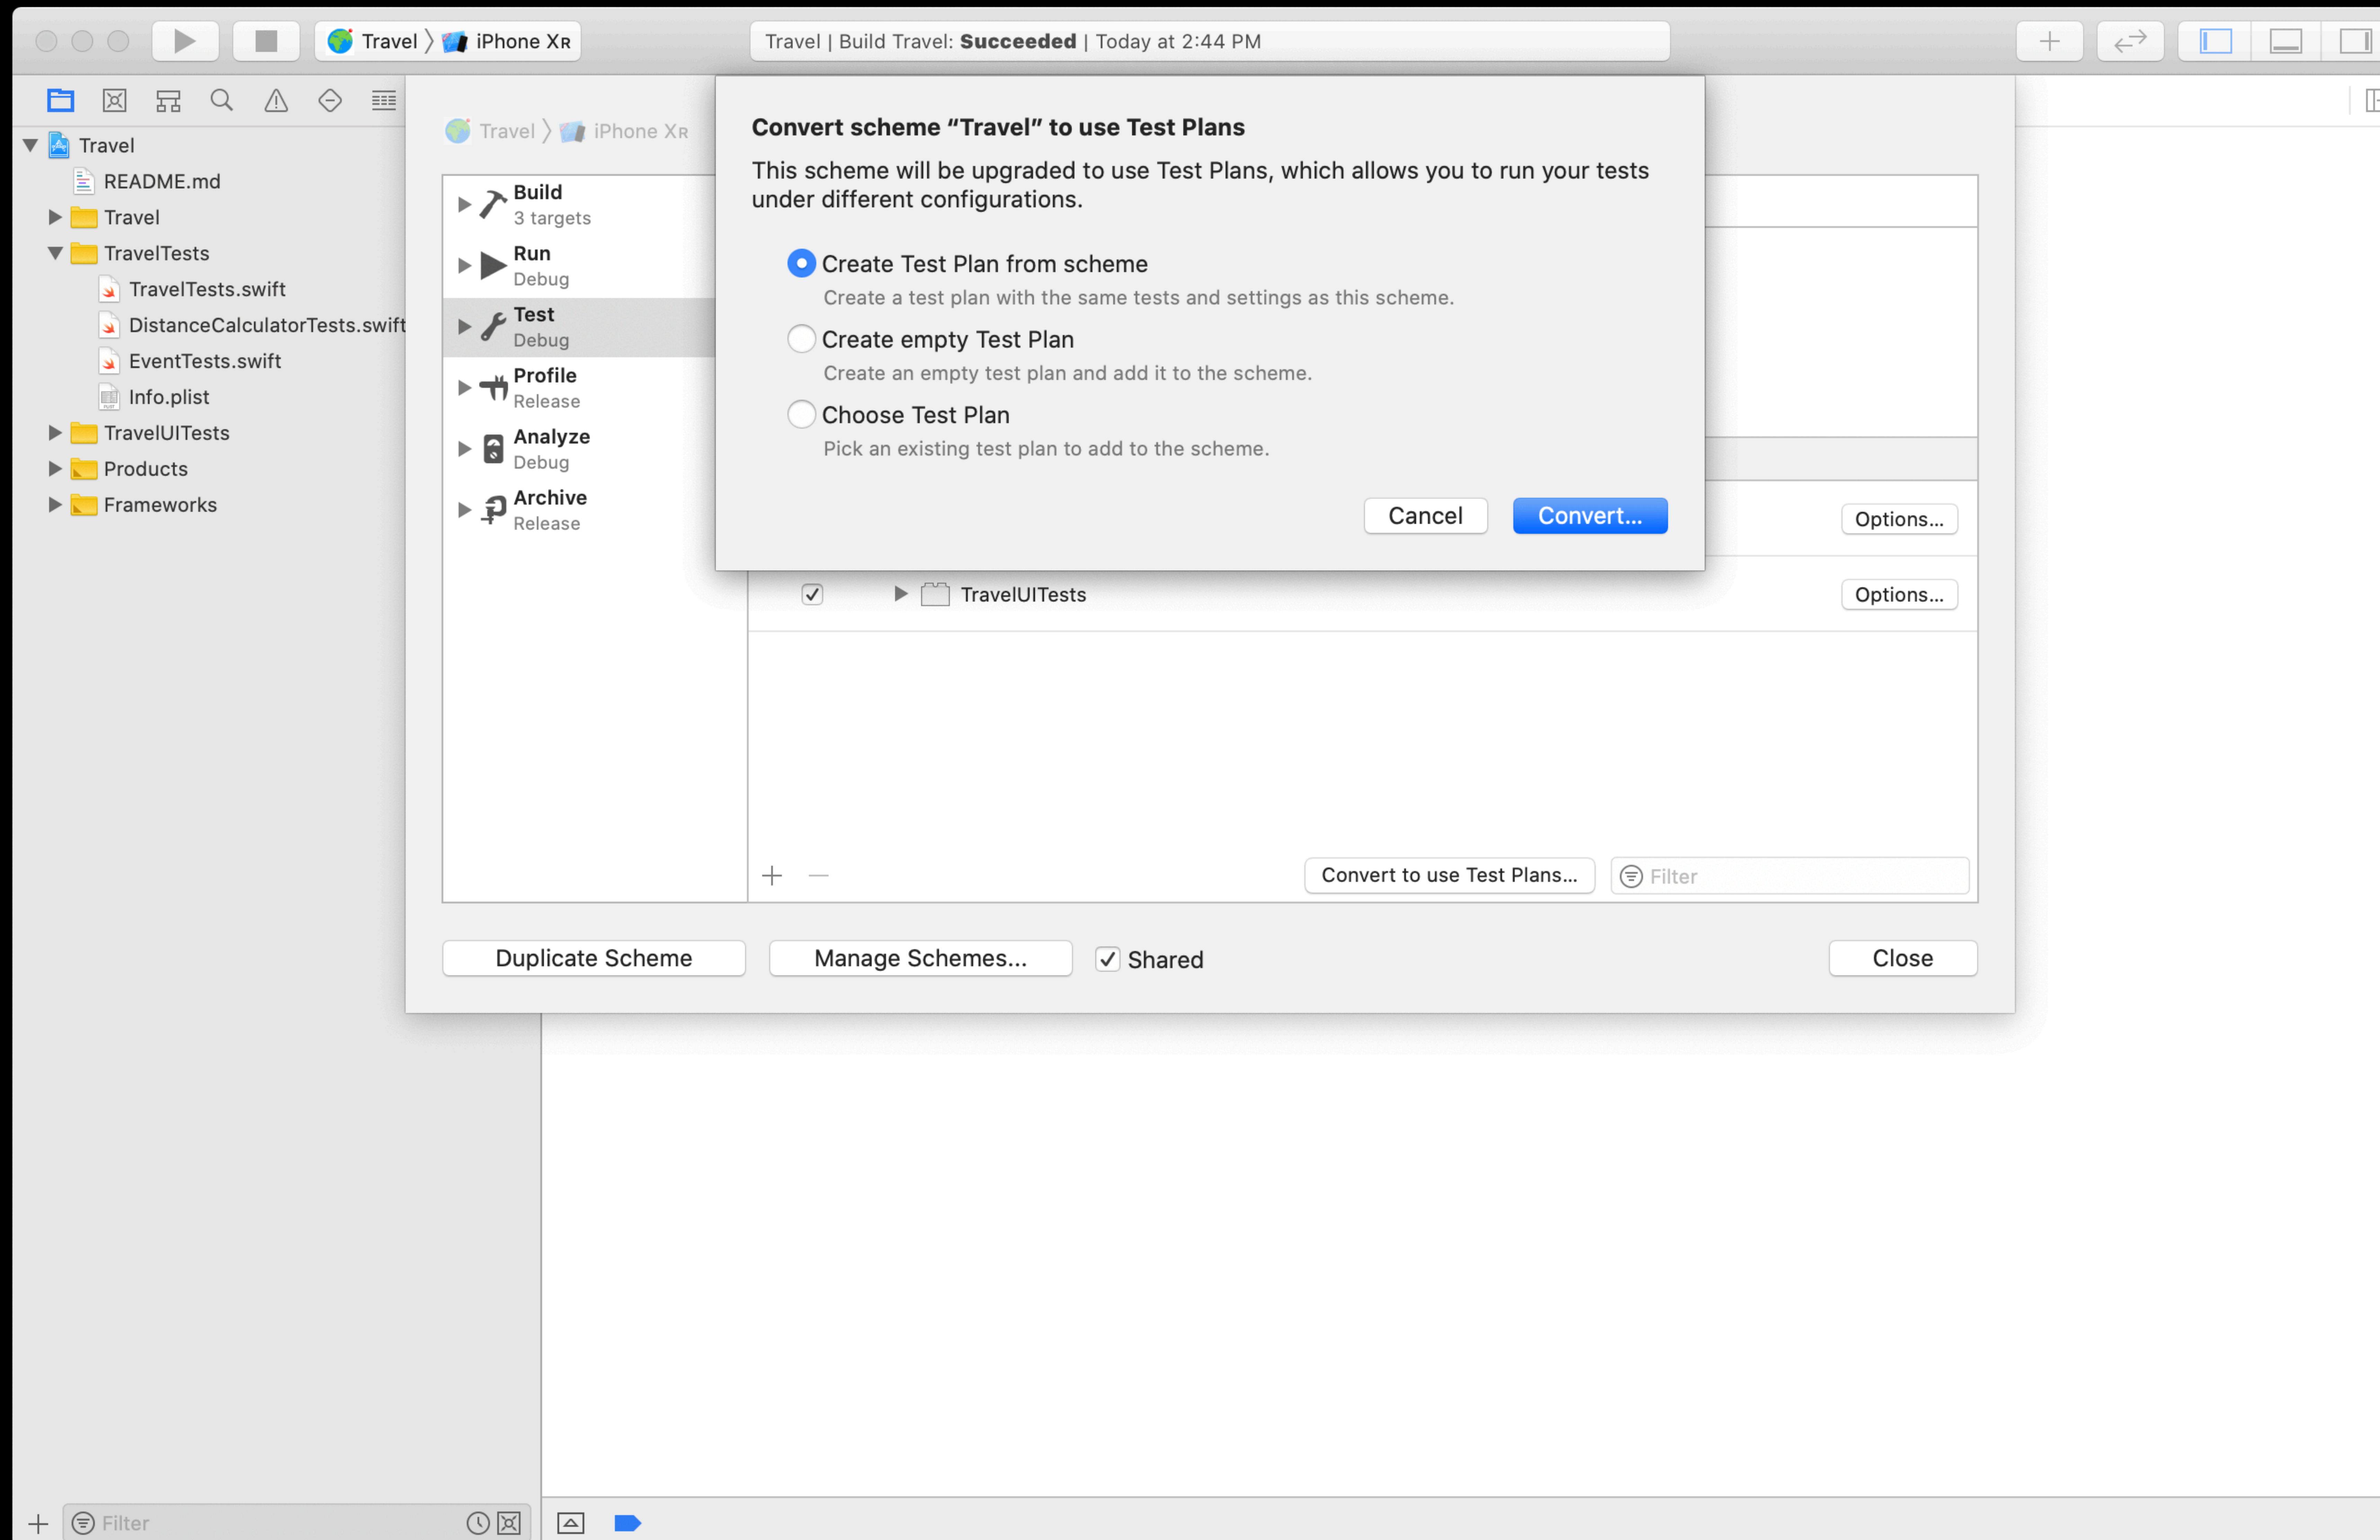 Travel 〉 iPhone Xʀ
Travel | Build Travel: Succeeded | Today at 2:44 PM
Travel
README.md
Travel
TravelTests
TravelTests.swift
DistanceCalculatorTests.swift
EventTests.swift
Info.plist
TravelUITests
Products
Frameworks
Filter
Travel 〉 iPhone Xʀ
Build
3 targets
Run
Debug
Test
Debug
Profile
Release
Analyze
Debug
Archive
Release
Convert scheme “Travel” to use Test Plans
This scheme will be upgraded to use Test Plans, which allows you to run your tests
under different configurations.
Create Test Plan from scheme
Create a test plan with the same tests and settings as this scheme.
Create empty Test Plan
Create an empty test plan and add it to the scheme.
Choose Test Plan
Pick an existing test plan to add to the scheme.
Cancel
Convert...
Options...
TravelUITests
Options...
Convert to use Test Plans...
Filter
Duplicate Scheme
Manage Schemes...
Shared
Close